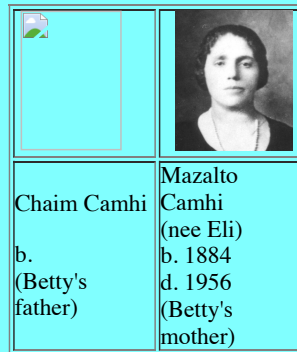 Chaim Camhi
b.
(Betty's
father)
Mazalto
Camhi
(nee Eli)
b. 1884
d. 1956
(Betty's
mother)